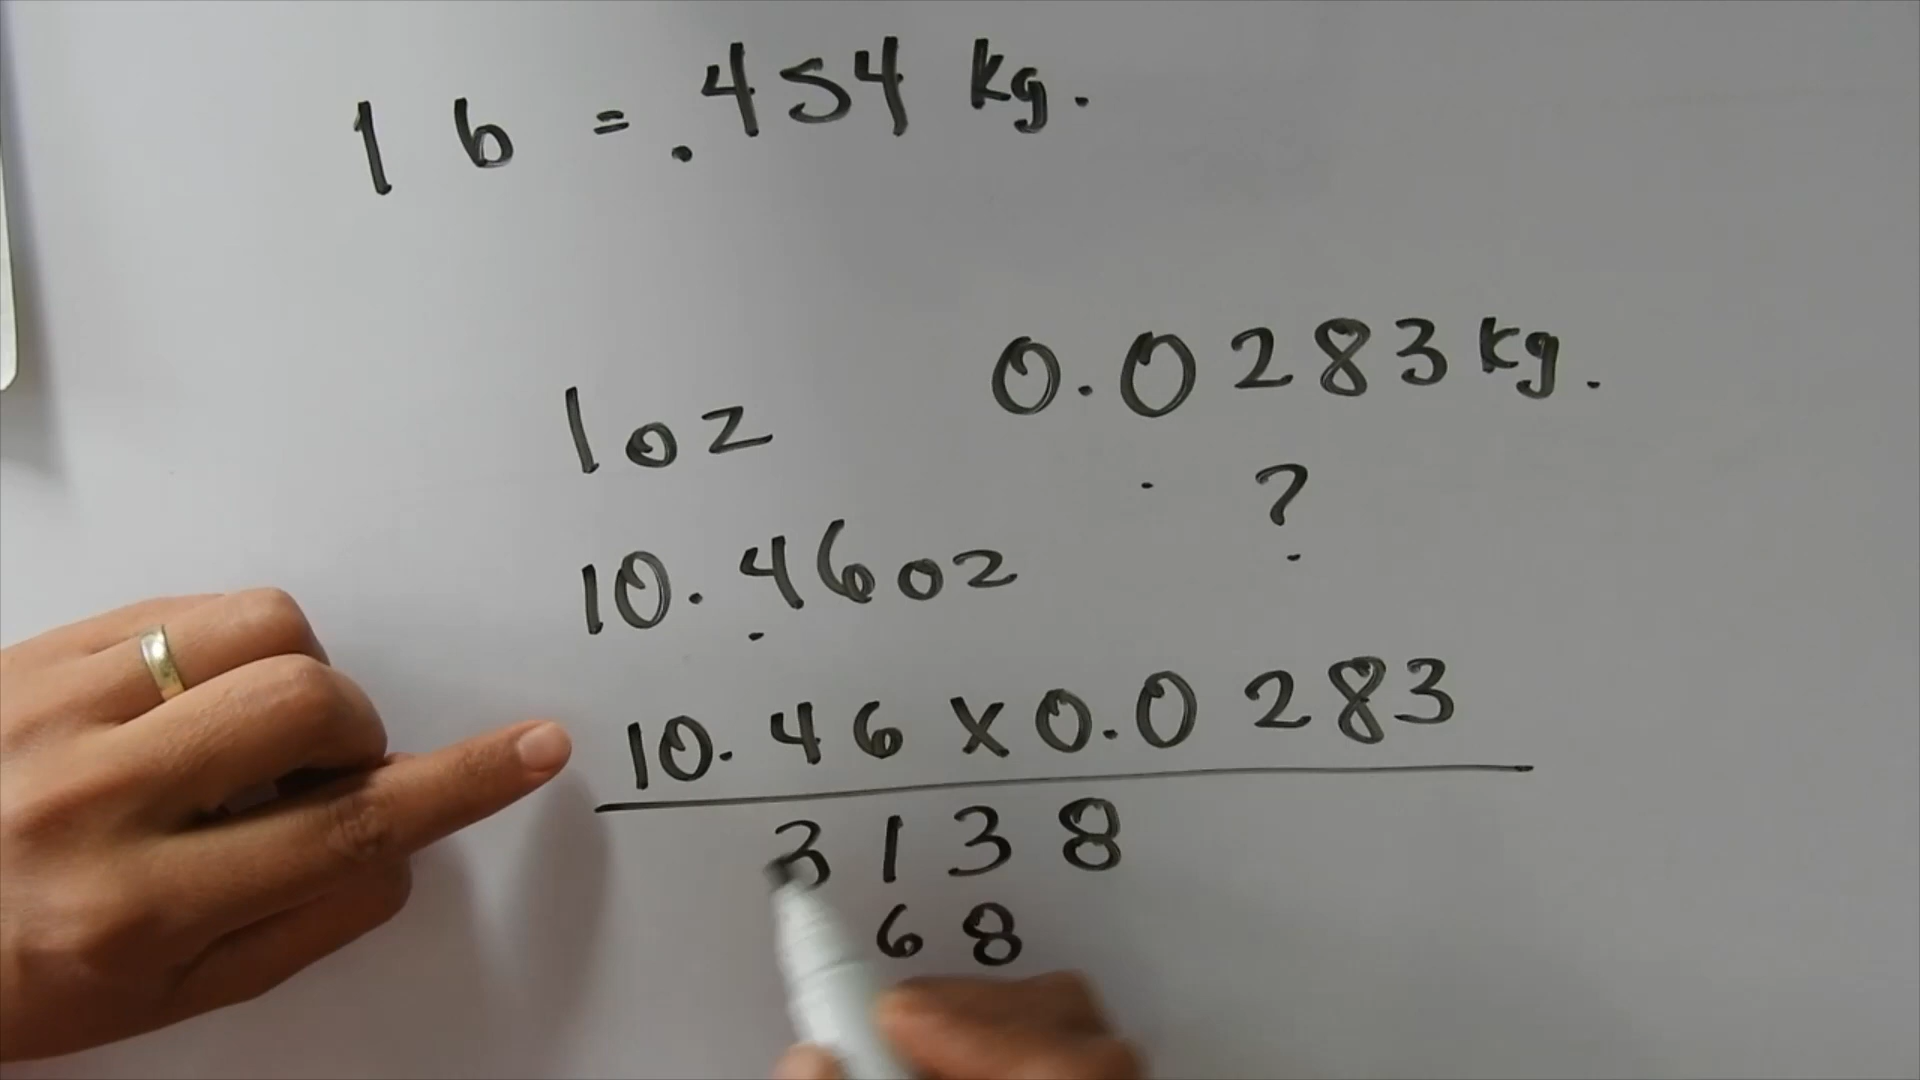 1 b = .454 kg.
1oz 0.0283 kg.
10.46oz ?
10.46 x 0.0283
3138
68